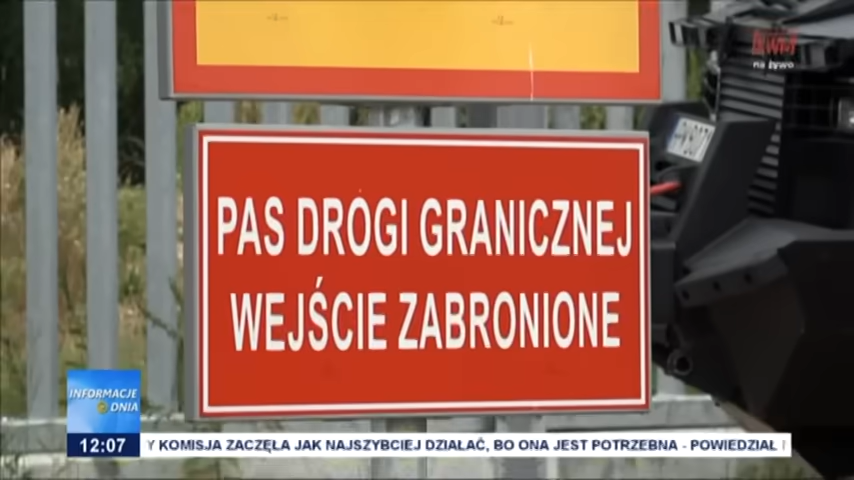 TRWAM
na żywo
PAS DROGI GRANICZNEJ
WEJŚCIE ZABRONIONE
INFORMACJE
DNIA
12:07
Y KOMISJA ZACZĘŁA JAK NAJSZYBCIEJ DZIAŁAĆ, BO ONA JEST POTRZEBNA - POWIEDZIAŁ